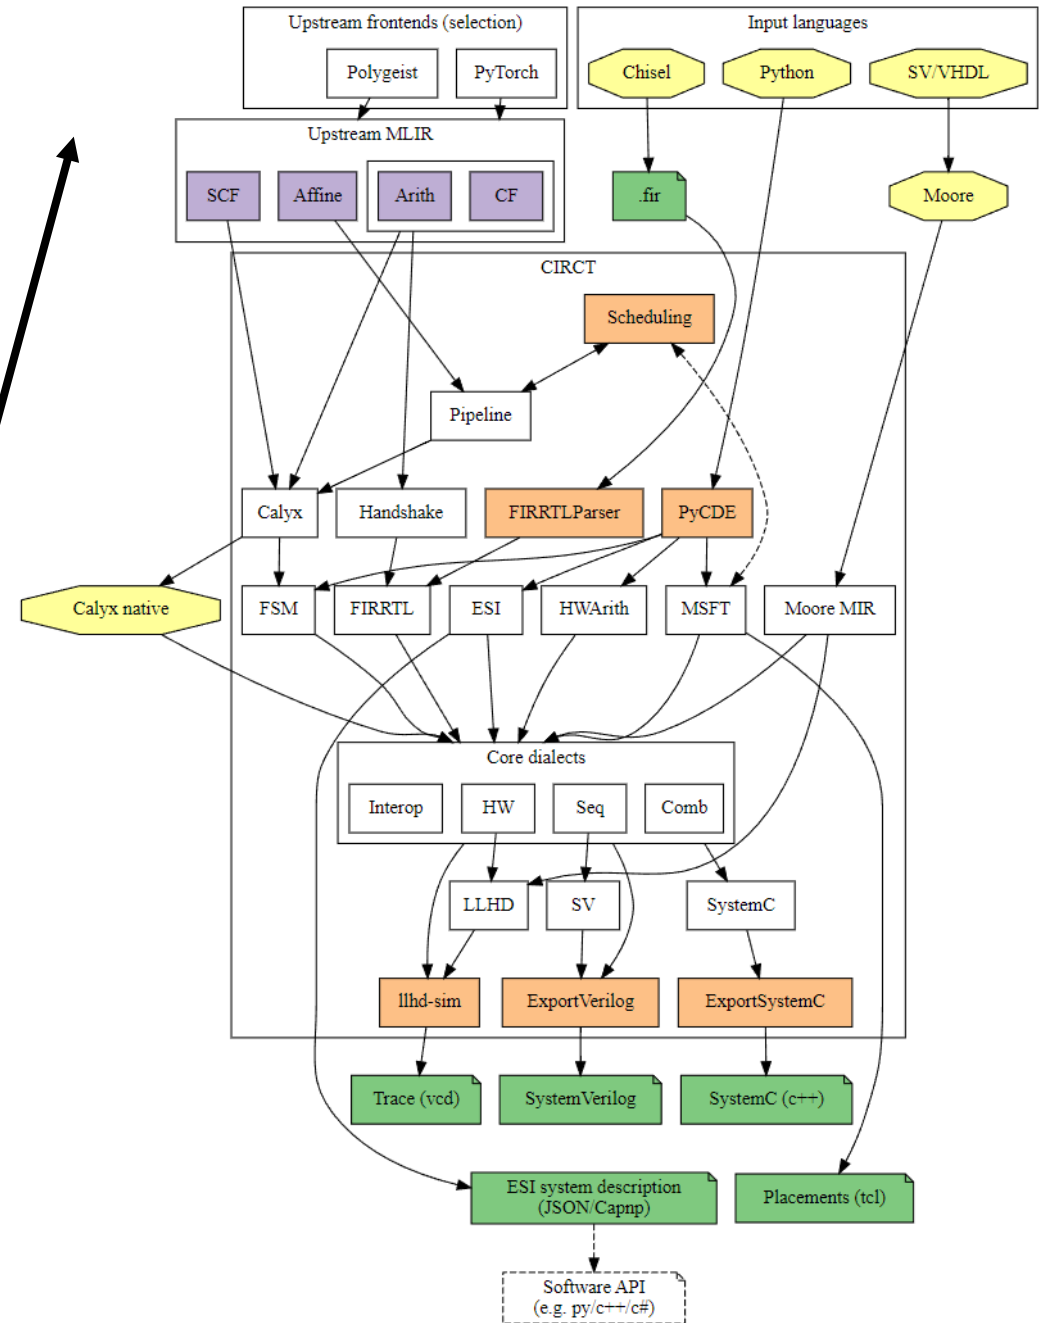 Upstream frontends (selection)
Polygeist
PyTorch
Input languages
Chisel
Python
SV/VHDL
Upstream MLIR
SCF
Affine
Arith
CF
.fir
Moore
CIRCT
Scheduling
Pipeline
Calyx
Handshake
FIRRTLParser
PyCDE
Calyx native
FSM
FIRRTL
ESI
HWArith
MSFT
Moore MIR
Core dialects
Interop
HW
Seq
Comb
LLHD
SV
SystemC
llhd-sim
ExportVerilog
ExportSystemC
Trace (vcd)
SystemVerilog
SystemC (c++)
ESI system description
(JSON/Capnp)
Placements (tcl)
Software API
(e.g. py/c++/c#)